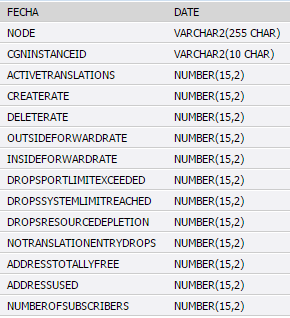 FECHA DATE
NODE VARCHAR2(255 CHAR)
CGNINSTANCEID VARCHAR2(10 CHAR)
ACTIVETRANSLATIONS NUMBER(15,2)
CREATERATE NUMBER(15,2)
DELETERATE NUMBER(15,2)
OUTSIDEFORWARDRATE NUMBER(15,2)
INSIDEFORWARDRATE NUMBER(15,2)
DROPSPORTLIMITEXCEEDED NUMBER(15,2)
DROPSSYSTEMLIMITREACHED NUMBER(15,2)
DROPSRESOURCEDEPLETION NUMBER(15,2)
NOTRANSLATIONENTRYDROPS NUMBER(15,2)
ADDRESSTOTALLYFREE NUMBER(15,2)
ADDRESSUSED NUMBER(15,2)
NUMBEROFSUBSCRIBERS NUMBER(15,2)